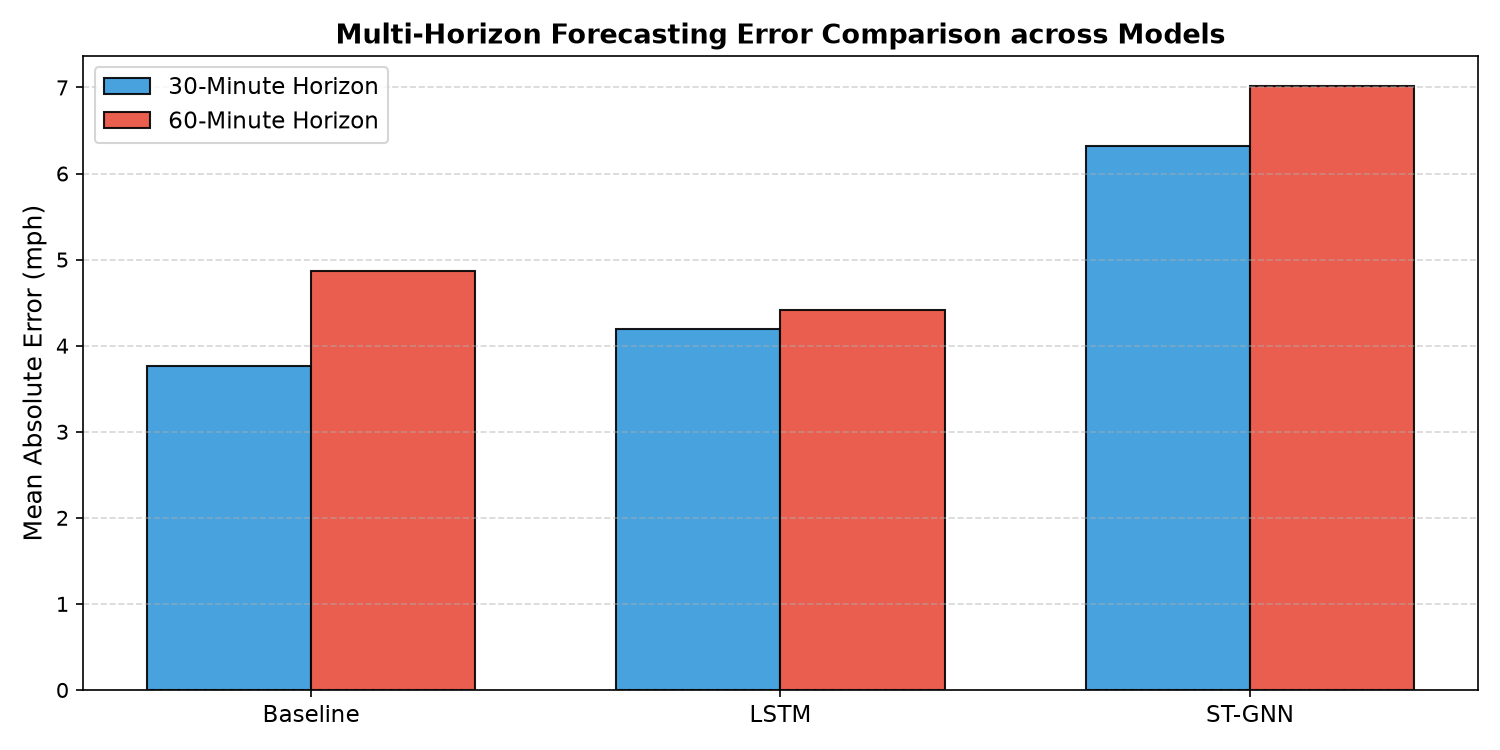 Multi-Horizon Forecasting Error Comparison across Models
30-Minute Horizon
60-Minute Horizon
Mean Absolute Error (mph)
7
6
5
4
3
2
1
0
Baseline
LSTM
ST-GNN